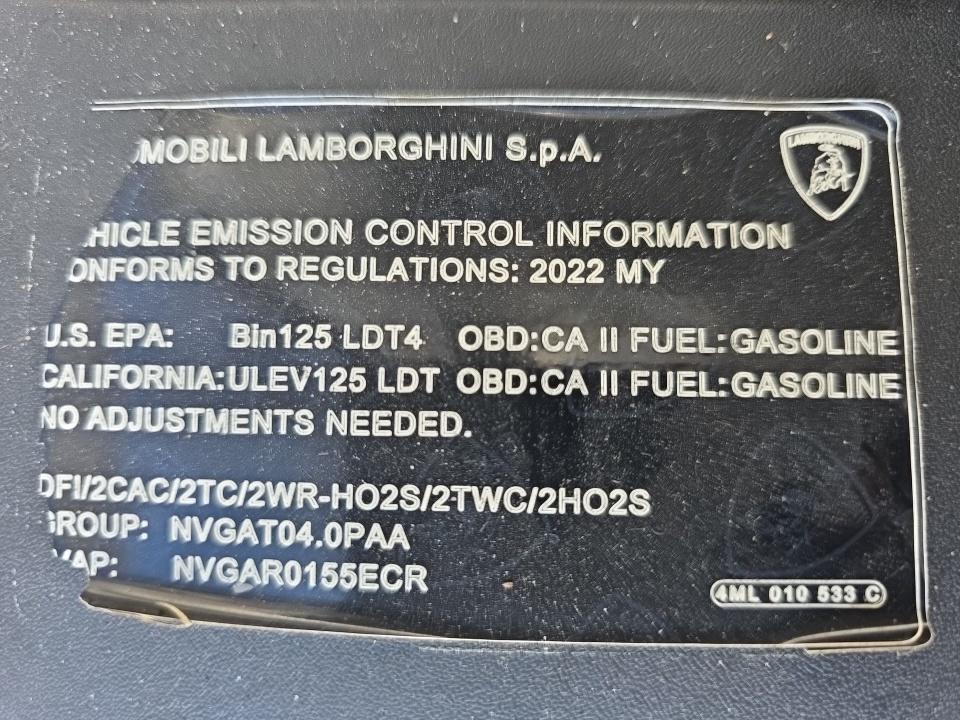 MOBILI LAMBORGHINI S.p.A.
LAMBORGHINI
HICLE EMISSION CONTROL INFORMATION
ONFORMS TO REGULATIONS: 2022 MY
U.S. EPA: Bin125 LDT4 OBD:CA II FUEL:GASOLINE
CALIFORNIA:ULEV125 LDT OBD:CA II FUEL:GASOLINE
NO ADJUSTMENTS NEEDED.
DFI/2CAC/2TC/2WR-HO2S/2TWC/2HO2S
GROUP: NVGAT04.0PAA
VAP: NVGAR0155ECR
4ML 010 533 C